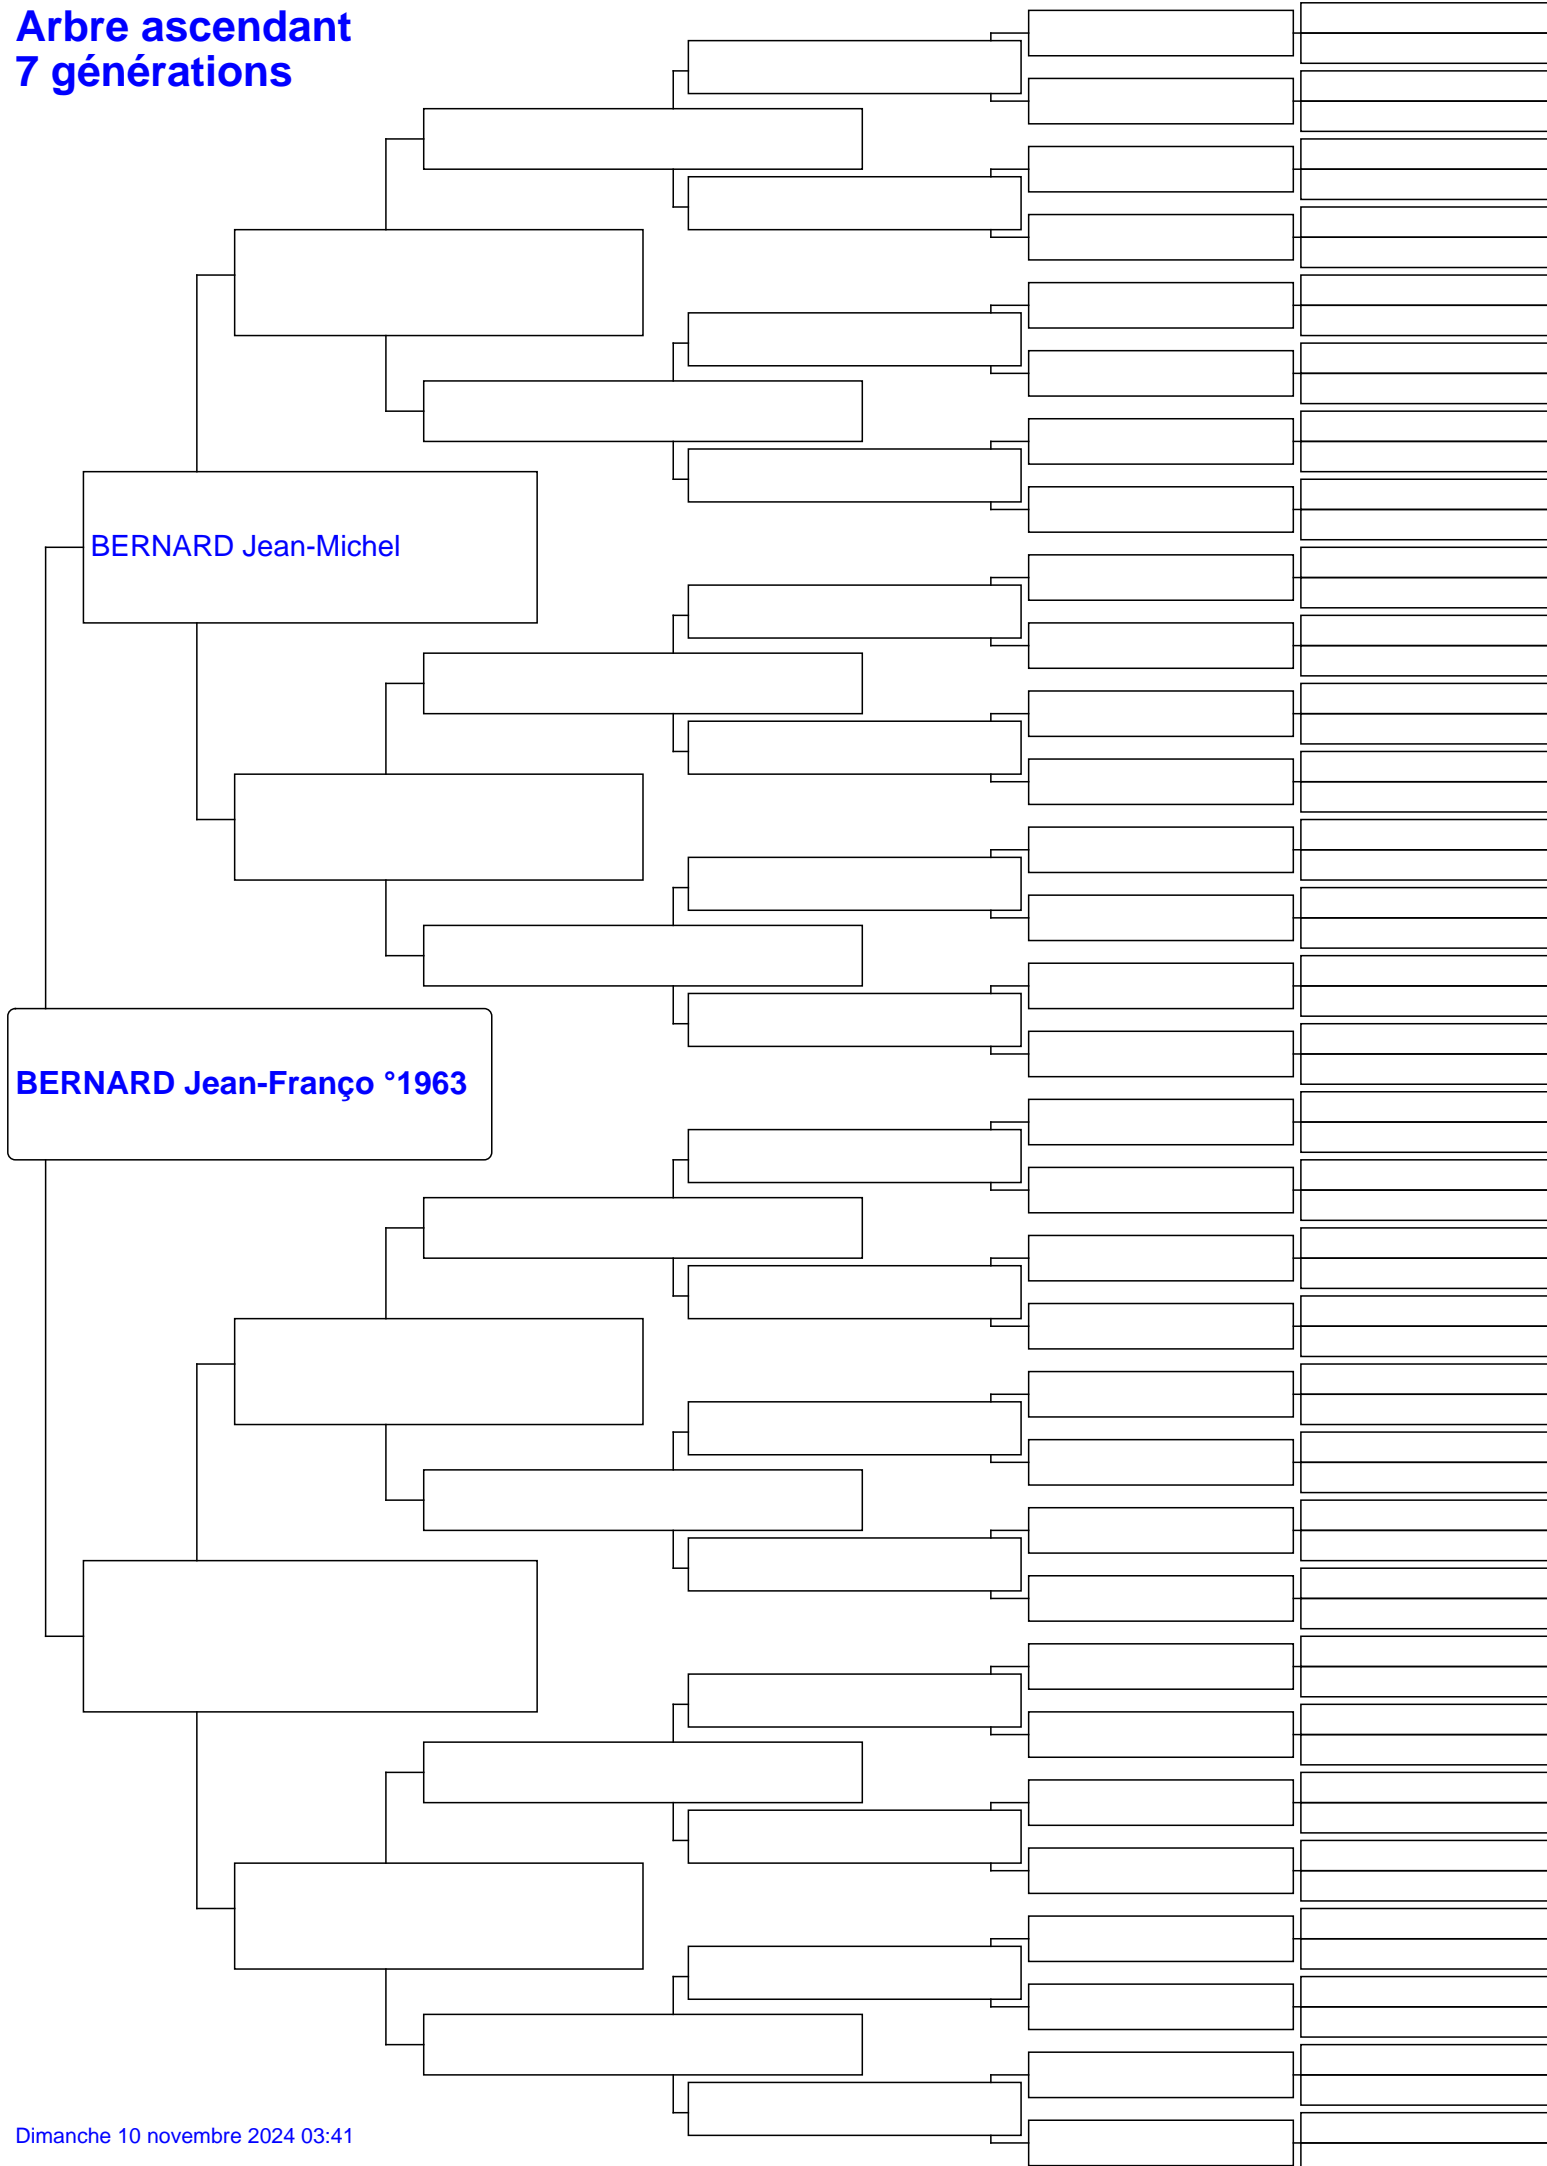 Arbre ascendant
7 générations
BERNARD Jean-Michel
BERNARD Jean-Franço °1963
Dimanche 10 novembre 2024 03:41